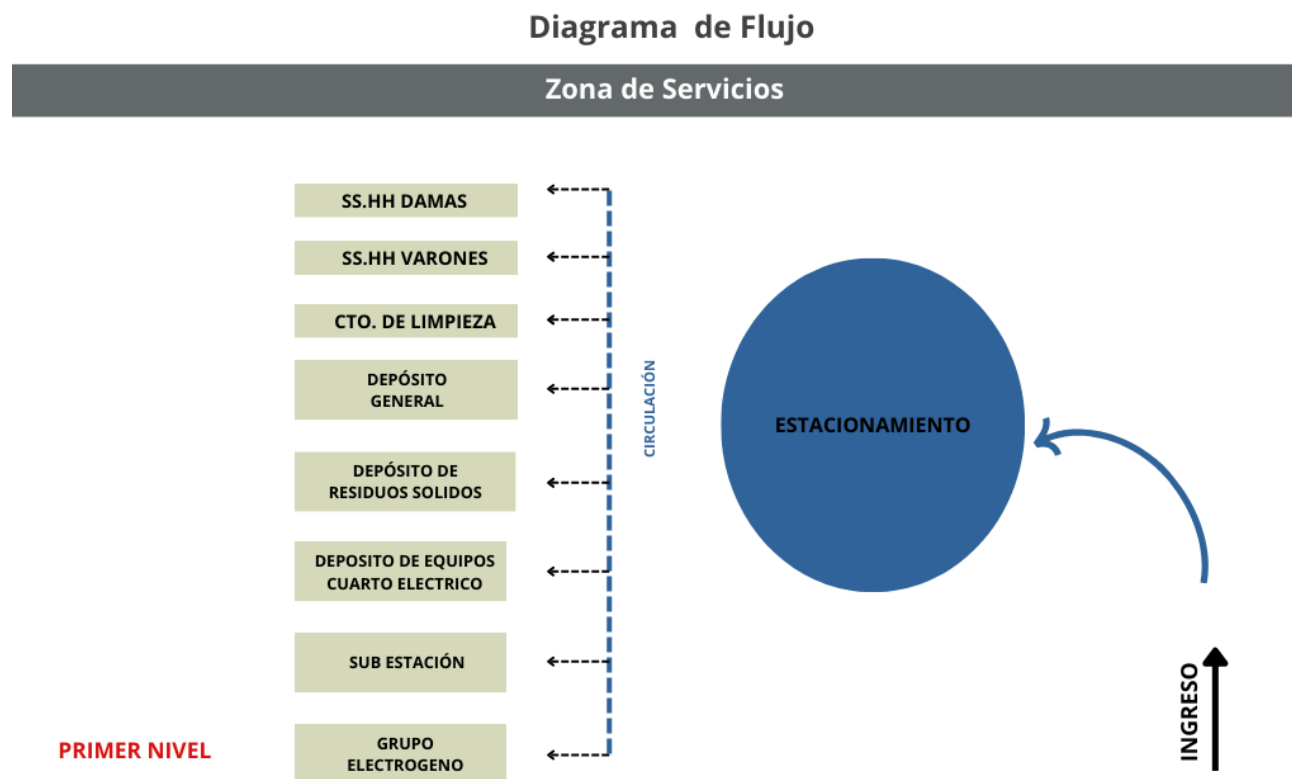 Diagrama de Flujo
Zona de Servicios
SS.HH DAMAS
SS.HH VARONES
CTO. DE LIMPIEZA
DEPÓSITO
GENERAL
DEPÓSITO DE
RESIDUOS SOLIDOS
DEPOSITO DE EQUIPOS
CUARTO ELECTRICO
SUB ESTACIÓN
GRUPO
ELECTROGENO
CIRCULACIÓN
ESTACIONAMIENTO
INGRESO
PRIMER NIVEL